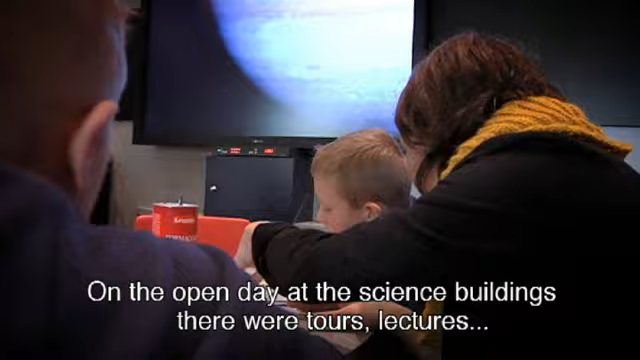 On the open day at the science buildings
there were tours, lectures...